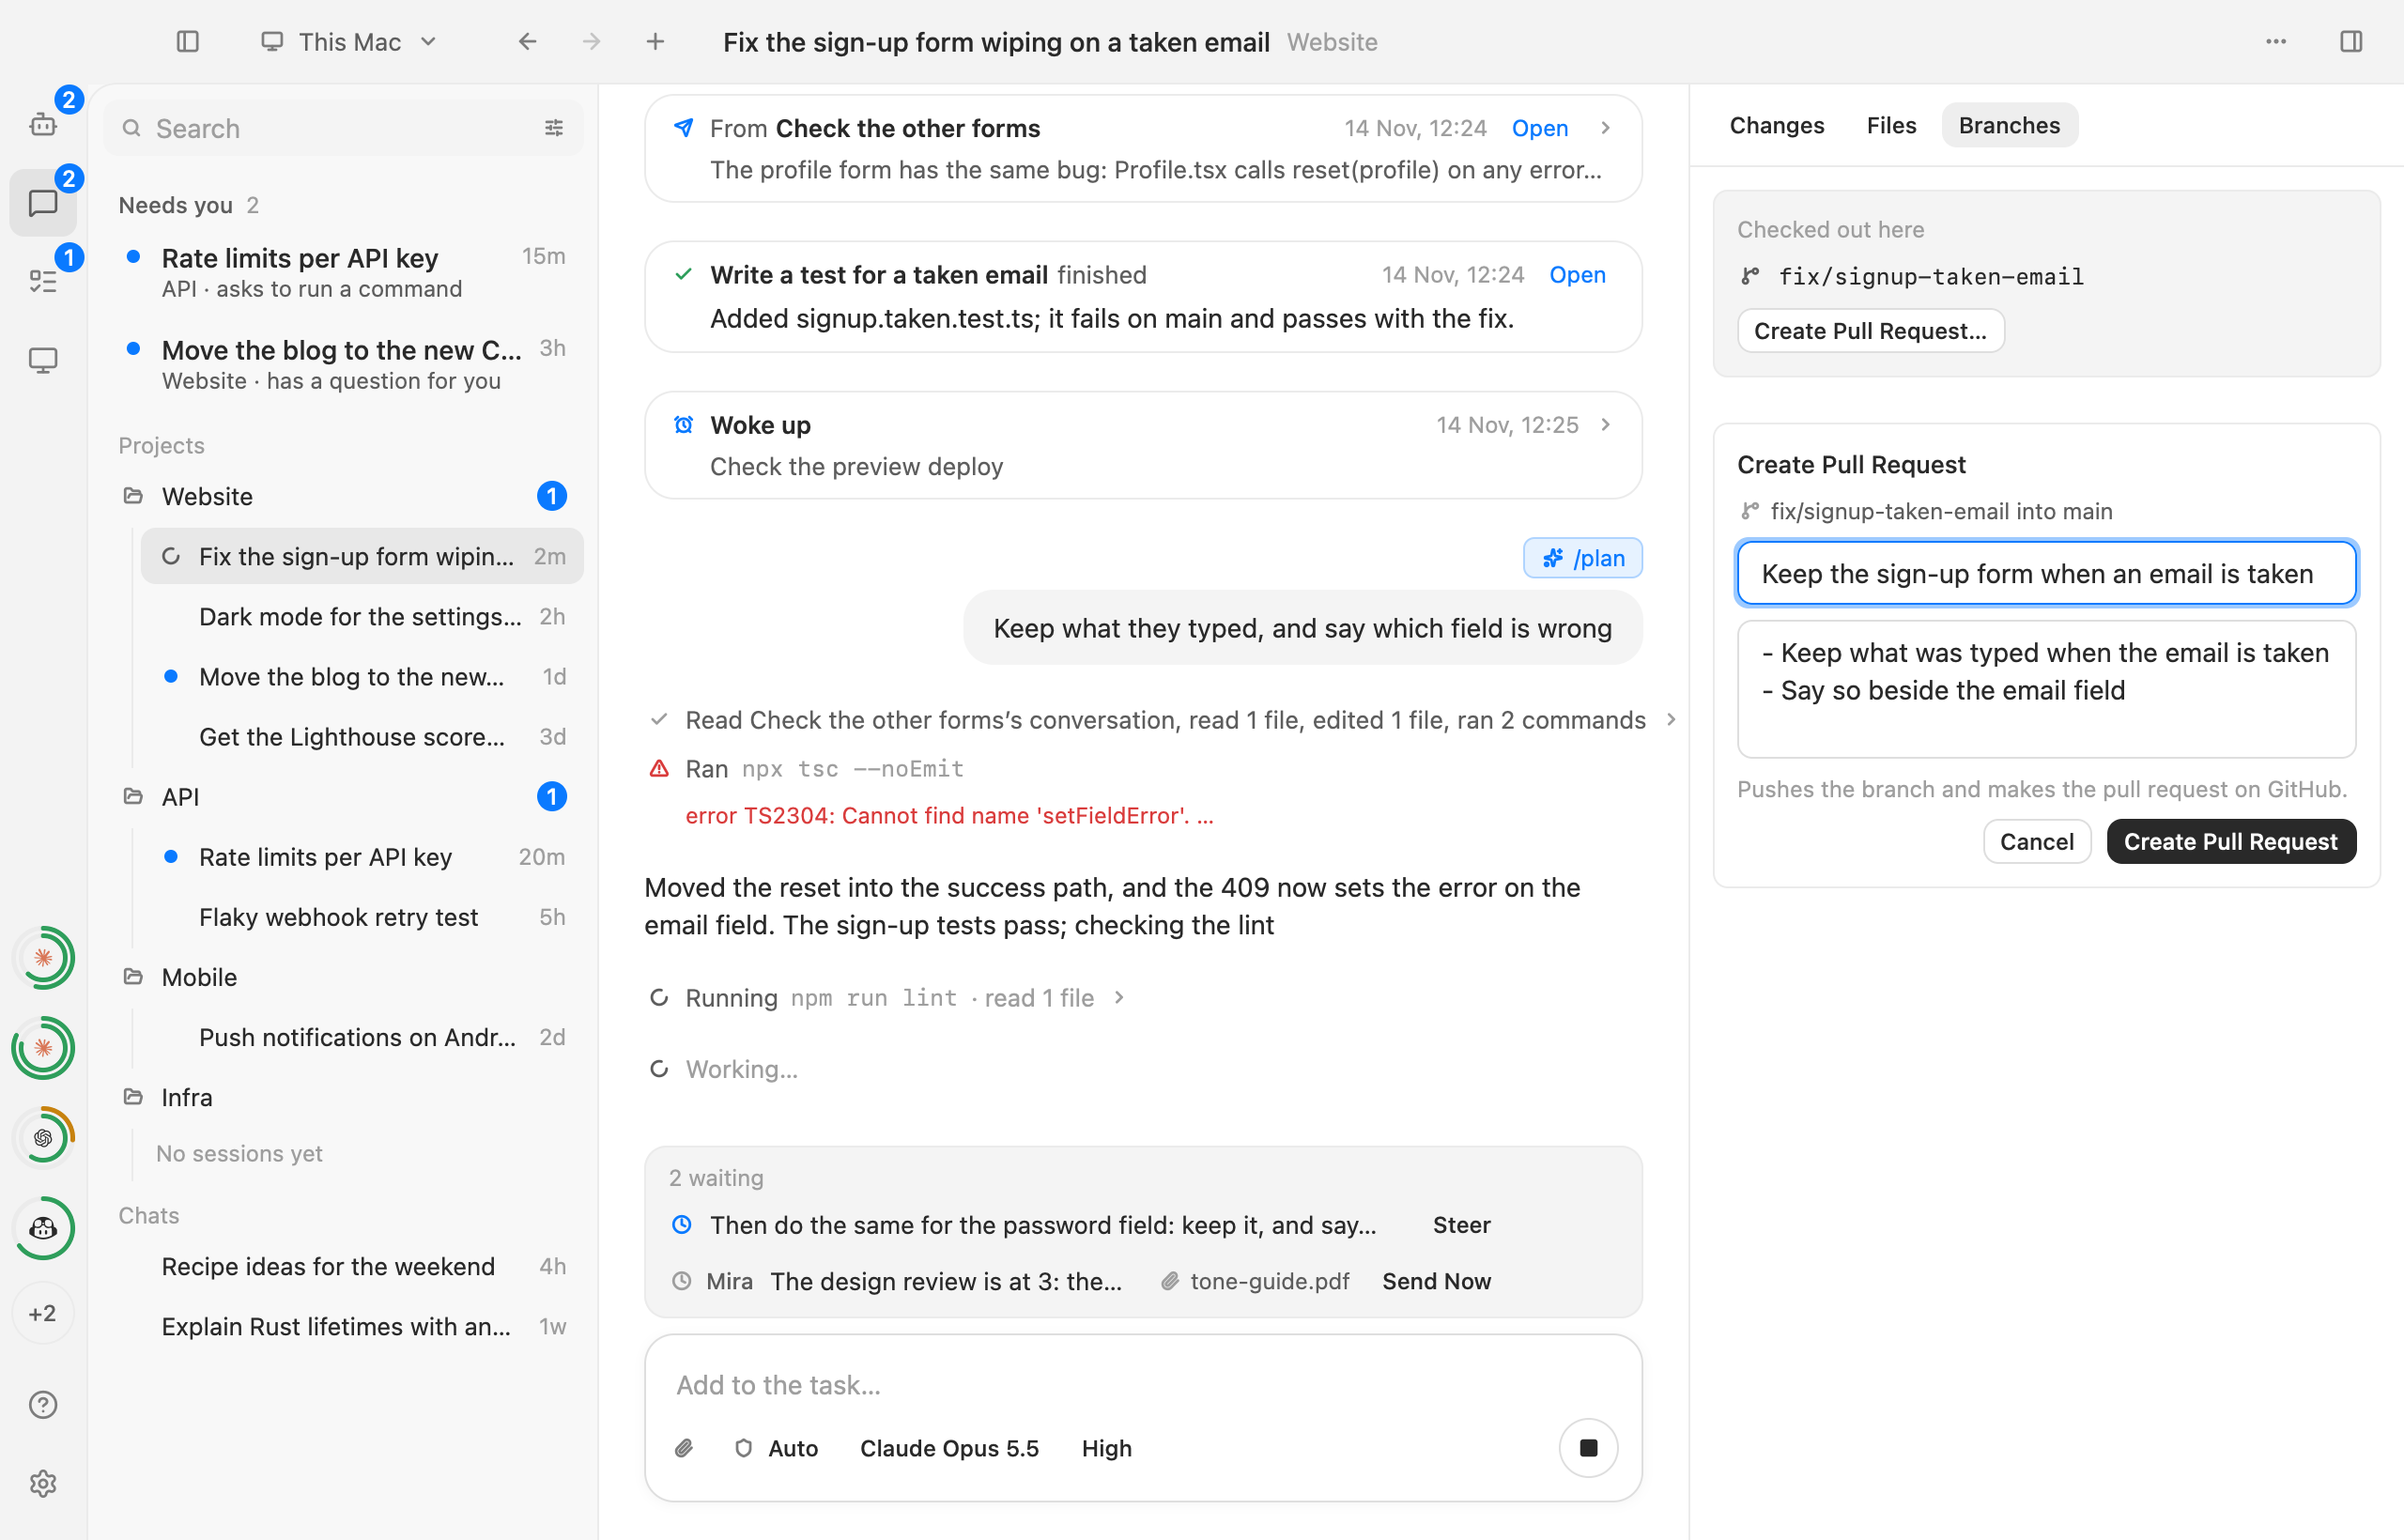 This Mac
Fix the sign-up form wiping on a taken email Website
2
2
1
+2
Search
Needs you 2
Rate limits per API key 15m
API · asks to run a command
Move the blog to the new C... 3h
Website · has a question for you
Projects
Website 1
Fix the sign-up form wipin... 2m
Dark mode for the settings... 2h
Move the blog to the new... 1d
Get the Lighthouse score... 3d
API 1
Rate limits per API key 20m
Flaky webhook retry test 5h
Mobile
Push notifications on Andr... 2d
Infra
No sessions yet
Chats
Recipe ideas for the weekend 4h
Explain Rust lifetimes with an... 1w
From Check the other forms 14 Nov, 12:24 Open
The profile form has the same bug: Profile.tsx calls reset(profile) on any error...
Write a test for a taken email finished 14 Nov, 12:24 Open
Added signup.taken.test.ts; it fails on main and passes with the fix.
Woke up 14 Nov, 12:25
Check the preview deploy
/plan
Keep what they typed, and say which field is wrong
Read Check the other forms’s conversation, read 1 file, edited 1 file, ran 2 commands
Ran npx tsc --noEmit
error TS2304: Cannot find name 'setFieldError'. ...
Moved the reset into the success path, and the 409 now sets the error on the
email field. The sign-up tests pass; checking the lint
Running npm run lint · read 1 file
Working...
2 waiting
Then do the same for the password field: keep it, and say... Steer
Mira The design review is at 3: the... tone-guide.pdf Send Now
Add to the task...
Auto Claude Opus 5.5 High
Changes Files Branches
Checked out here
fix/signup-taken-email
Create Pull Request...
Create Pull Request
fix/signup-taken-email into main
Keep the sign-up form when an email is taken
- Keep what was typed when the email is taken
- Say so beside the email field
Pushes the branch and makes the pull request on GitHub.
Cancel Create Pull Request